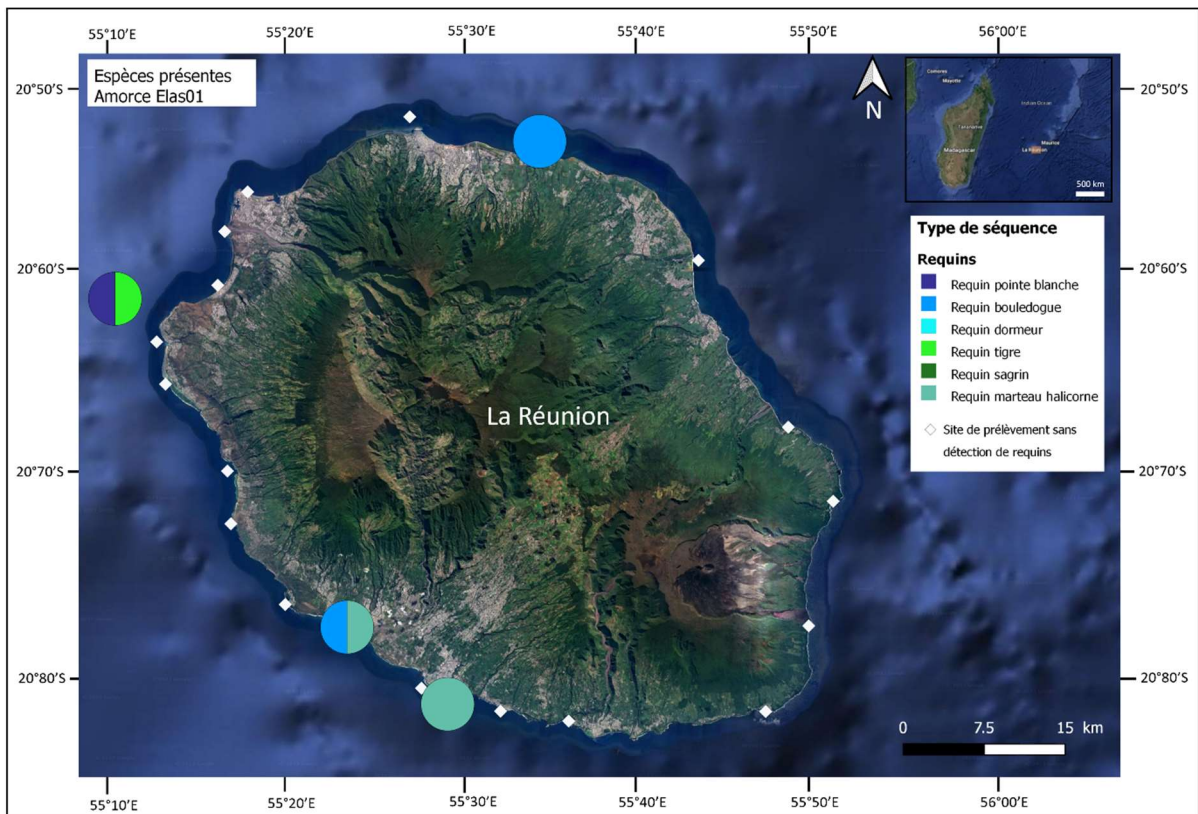 55°10'E 55°20'E 55°30'E 55°40'E 55°50'E 56°00'E
Espèces présentes
Amorce Elas01
N
Comores
Mayotte
Indian Ocean
Tananarive
Madagascar
Maurice
La Réunion
500 km
20°50'S 20°50'S
20°60'S 20°60'S
20°70'S 20°70'S
20°80'S 20°80'S
Type de séquence
Requins
Requin pointe blanche
Requin bouledogue
Requin dormeur
Requin tigre
Requin sagrin
Requin marteau halicorne
Site de prélèvement sans
détection de requins
La Réunion
0 7.5 15 km
55°10'E 55°20'E 55°30'E 55°40'E 55°50'E 56°00'E